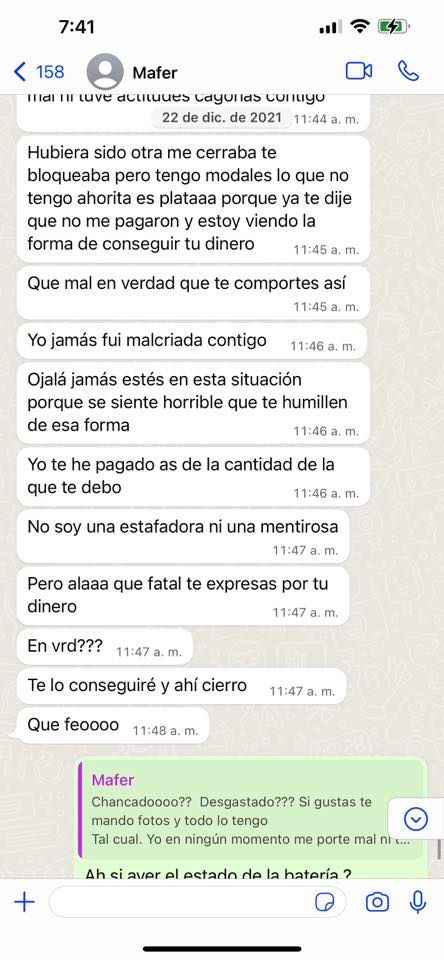 7:41
158
Mafer
mal ni tuve actitudes cagonas contigo
22 de dic. de 2021
11:44 a. m.
Hubiera sido otra me cerraba te
bloqueaba pero tengo modales lo que no
tengo ahorita es plataaa porque ya te dije
que no me pagaron y estoy viendo la
forma de conseguir tu dinero
11:45 a. m.
Que mal en verdad que te comportes así
11:45 a. m.
Yo jamás fui malcriada contigo
11:46 a. m.
Ojalá jamás estés en esta situación
porque se siente horrible que te humillen
de esa forma
11:46 a. m.
Yo te he pagado as de la cantidad de la
que te debo
11:46 a. m.
No soy una estafadora ni una mentirosa
11:47 a. m.
Pero alaaa que fatal te expresas por tu
dinero
11:47 a. m.
En vrd???
11:47 a. m.
Te lo conseguiré y ahí cierro
11:47 a. m.
Que feoooo
11:48 a. m.
Mafer
Chancadoooo?? Desgastado??? Si gustas te
mando fotos y todo lo tengo
Tal cual. Yo en ningún momento me porte mal ni t...
Ah si aver el estado de la batería ?